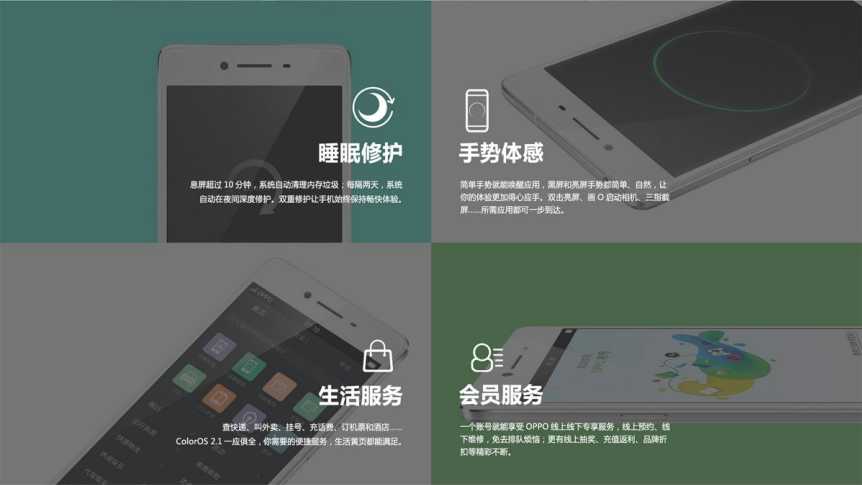 睡眠修护
息屏超过 10 分钟，系统自动清理内存垃圾；每隔两天，系统
自动在夜间深度修护。双重修护让手机始终保持畅快体验。
手势体感
简单手势就能唤醒应用，黑屏和亮屏手势都简单、自然，让
你的体验更加得心应手。双击亮屏、画 O 启动相机、三指截
屏......所需应用都可一步到达。
生活服务
查快递、叫外卖、挂号、充话费、订机票和酒店......
ColorOS 2.1 一应俱全，你需要的便捷服务，生活黄页都能满足。
会员服务
一个账号就能享受 OPPO 线上线下专享服务，线上预约、线
下维修，免去排队烦恼；更有线上抽奖、充值返利、品牌折
扣等精彩不断。